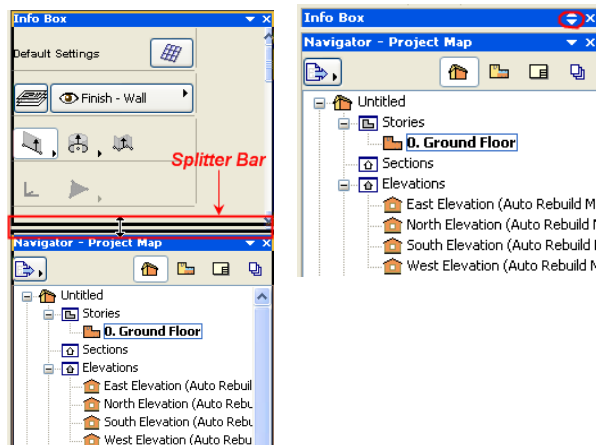 Info Box
Default Settings
Finish - Wall
Splitter Bar
Navigator - Project Map
Untitled
Stories
0. Ground Floor
Sections
Elevations
East Elevation (Auto Rebuil
North Elevation (Auto Rebu
South Elevation (Auto Rebu
West Elevation (Auto Rebu
Info Box
Navigator - Project Map
Untitled
Stories
0. Ground Floor
Sections
Elevations
East Elevation (Auto Rebuild M
North Elevation (Auto Rebuild M
South Elevation (Auto Rebuild
West Elevation (Auto Rebuild M